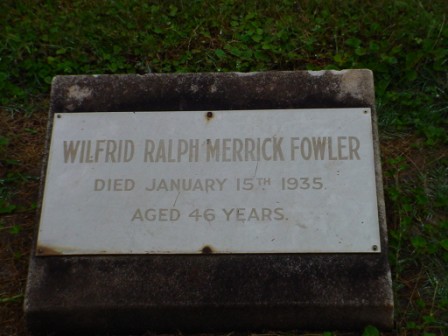 WILFRID RALPH MERRICK FOWLER
DIED JANUARY 15TH 1935.
AGED 46 YEARS.